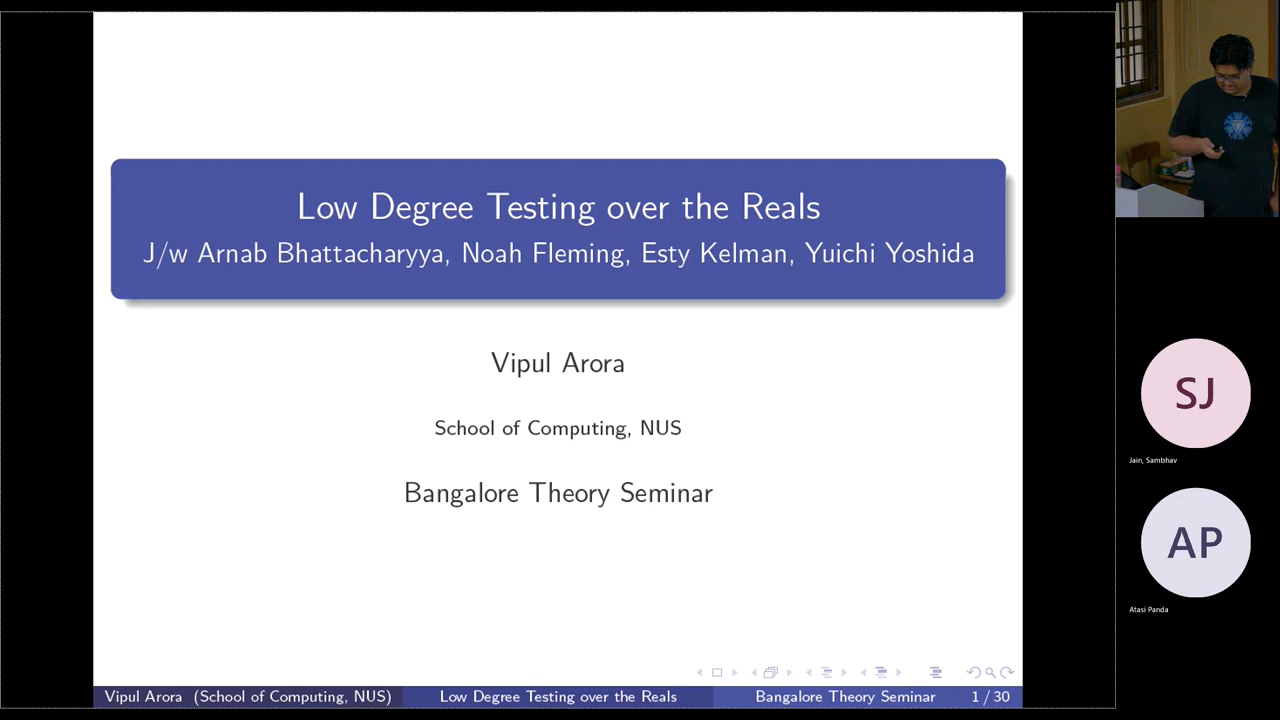 Low Degree Testing over the Reals
J/w Arnab Bhattacharyya, Noah Fleming, Esty Kelman, Yuichi Yoshida
Vipul Arora
School of Computing, NUS
Bangalore Theory Seminar
Vipul Arora (School of Computing, NUS) Low Degree Testing over the Reals Bangalore Theory Seminar 1 / 30
SJ
Jain, Sambhav
AP
Atasi Panda